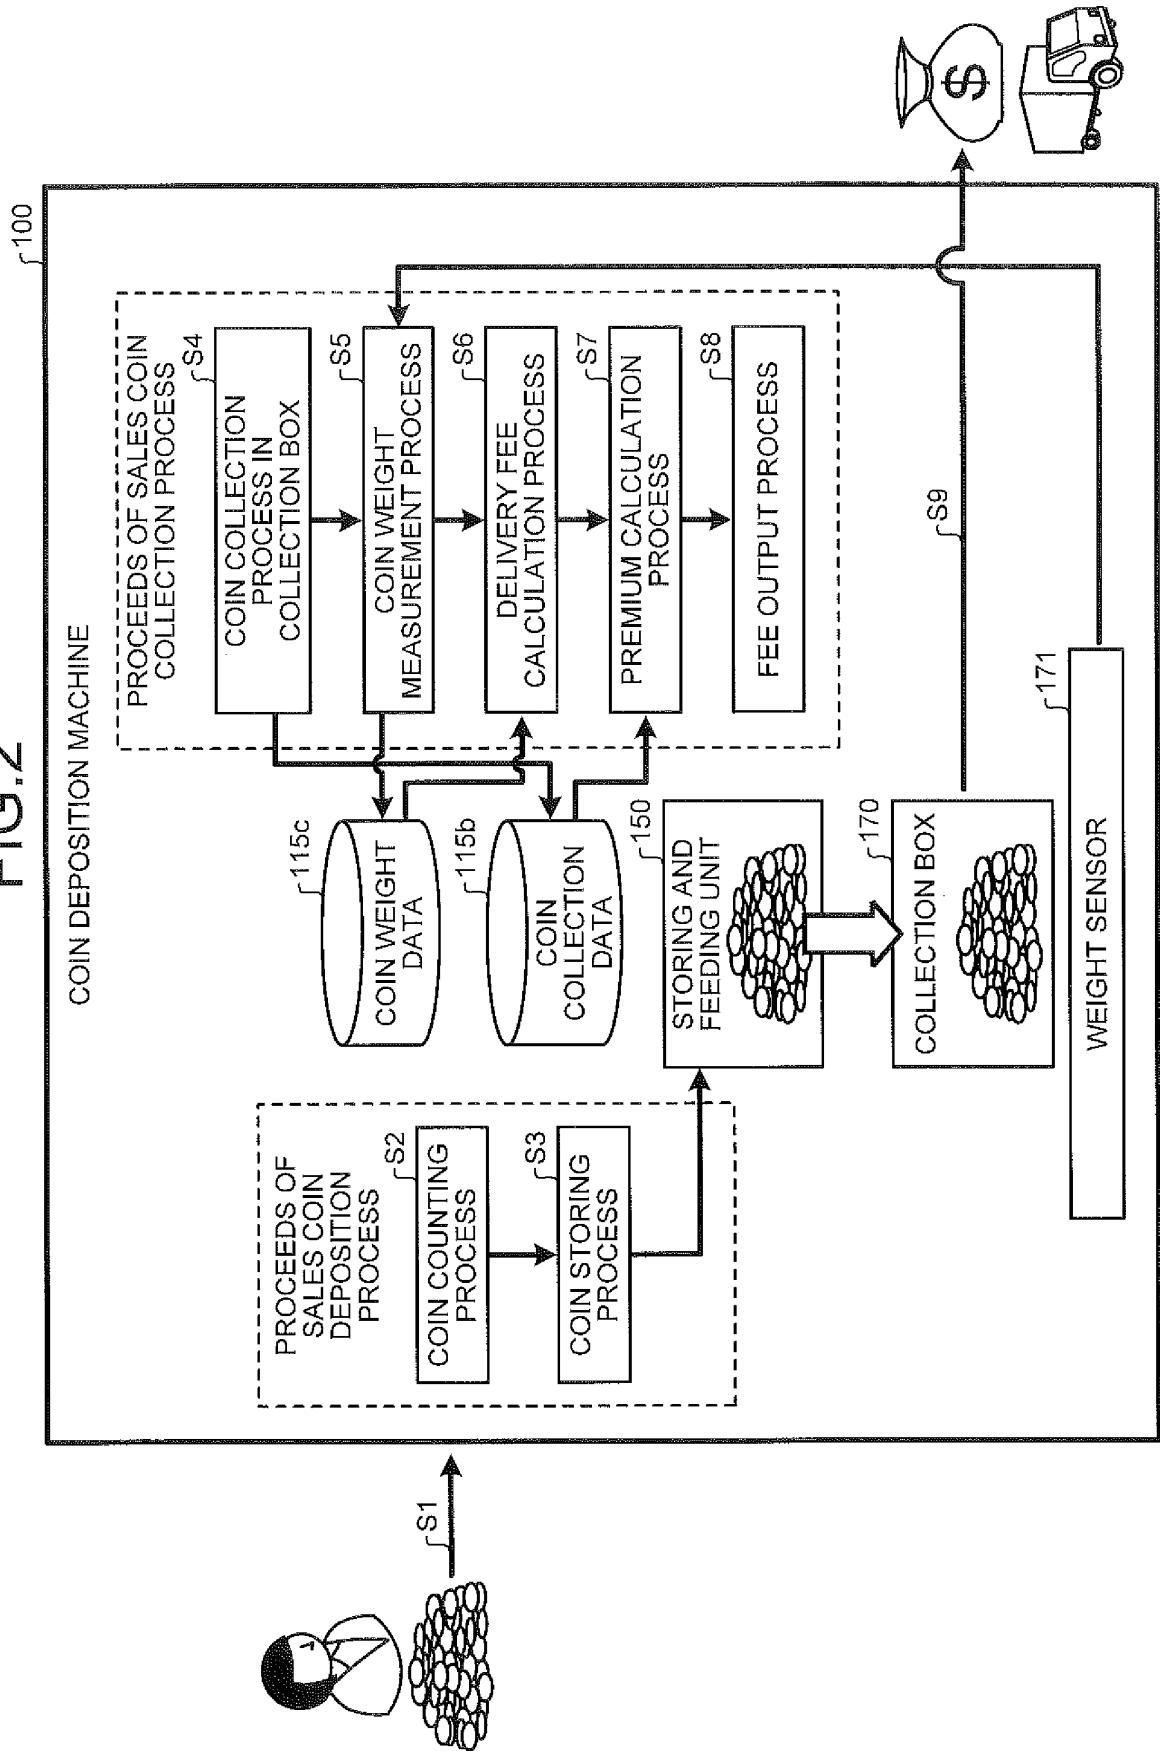 FIG.2
COIN DEPOSITION MACHINE
100
S1
PROCEEDS OF
SALES COIN
DEPOSITION
PROCESS
S2
COIN COUNTING
PROCESS
S3
COIN STORING
PROCESS
115c
COIN WEIGHT
DATA
115b
COIN
COLLECTION
DATA
150
STORING AND
FEEDING UNIT
170
COLLECTION BOX
171
WEIGHT SENSOR
PROCEEDS OF SALES COIN
COLLECTION PROCESS
S4
COIN COLLECTION
PROCESS IN
COLLECTION BOX
S5
COIN WEIGHT
MEASUREMENT PROCESS
S6
DELIVERY FEE
CALCULATION PROCESS
S7
PREMIUM CALCULATION
PROCESS
S8
FEE OUTPUT PROCESS
S9
$